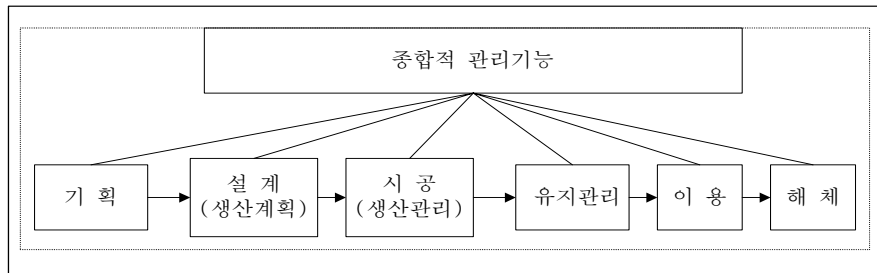 종합적 관리기능
기 획
설 계
(생산계획)
시 공
(생산관리)
유지관리
이 용
해 체